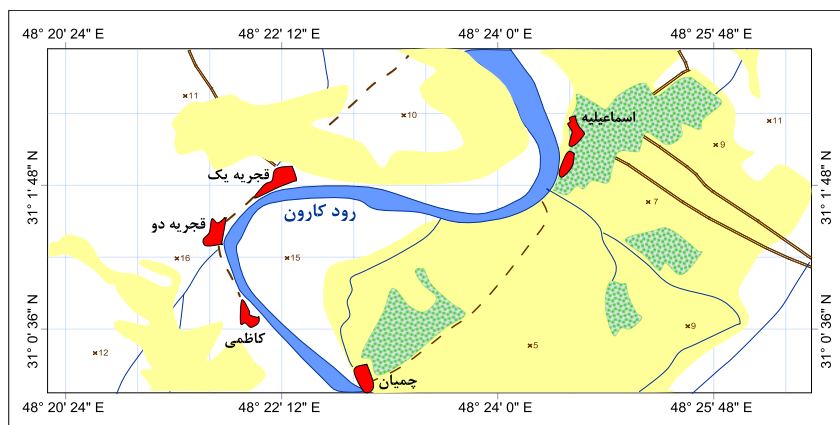 48° 20' 24" E
48° 22' 12" E
48° 24' 0" E
48° 25' 48" E
×11
×10
اسماعیلیه
×11
×9
31° 1' 48" N
31° 1' 48" N
قجریه یک
×7
رود کارون
قجریه دو
×16
×15
31° 0' 36" N
31° 0' 36" N
کاظمی
×9
×12
×5
چمیان
48° 20' 24" E
48° 22' 12" E
48° 24' 0" E
48° 25' 48" E